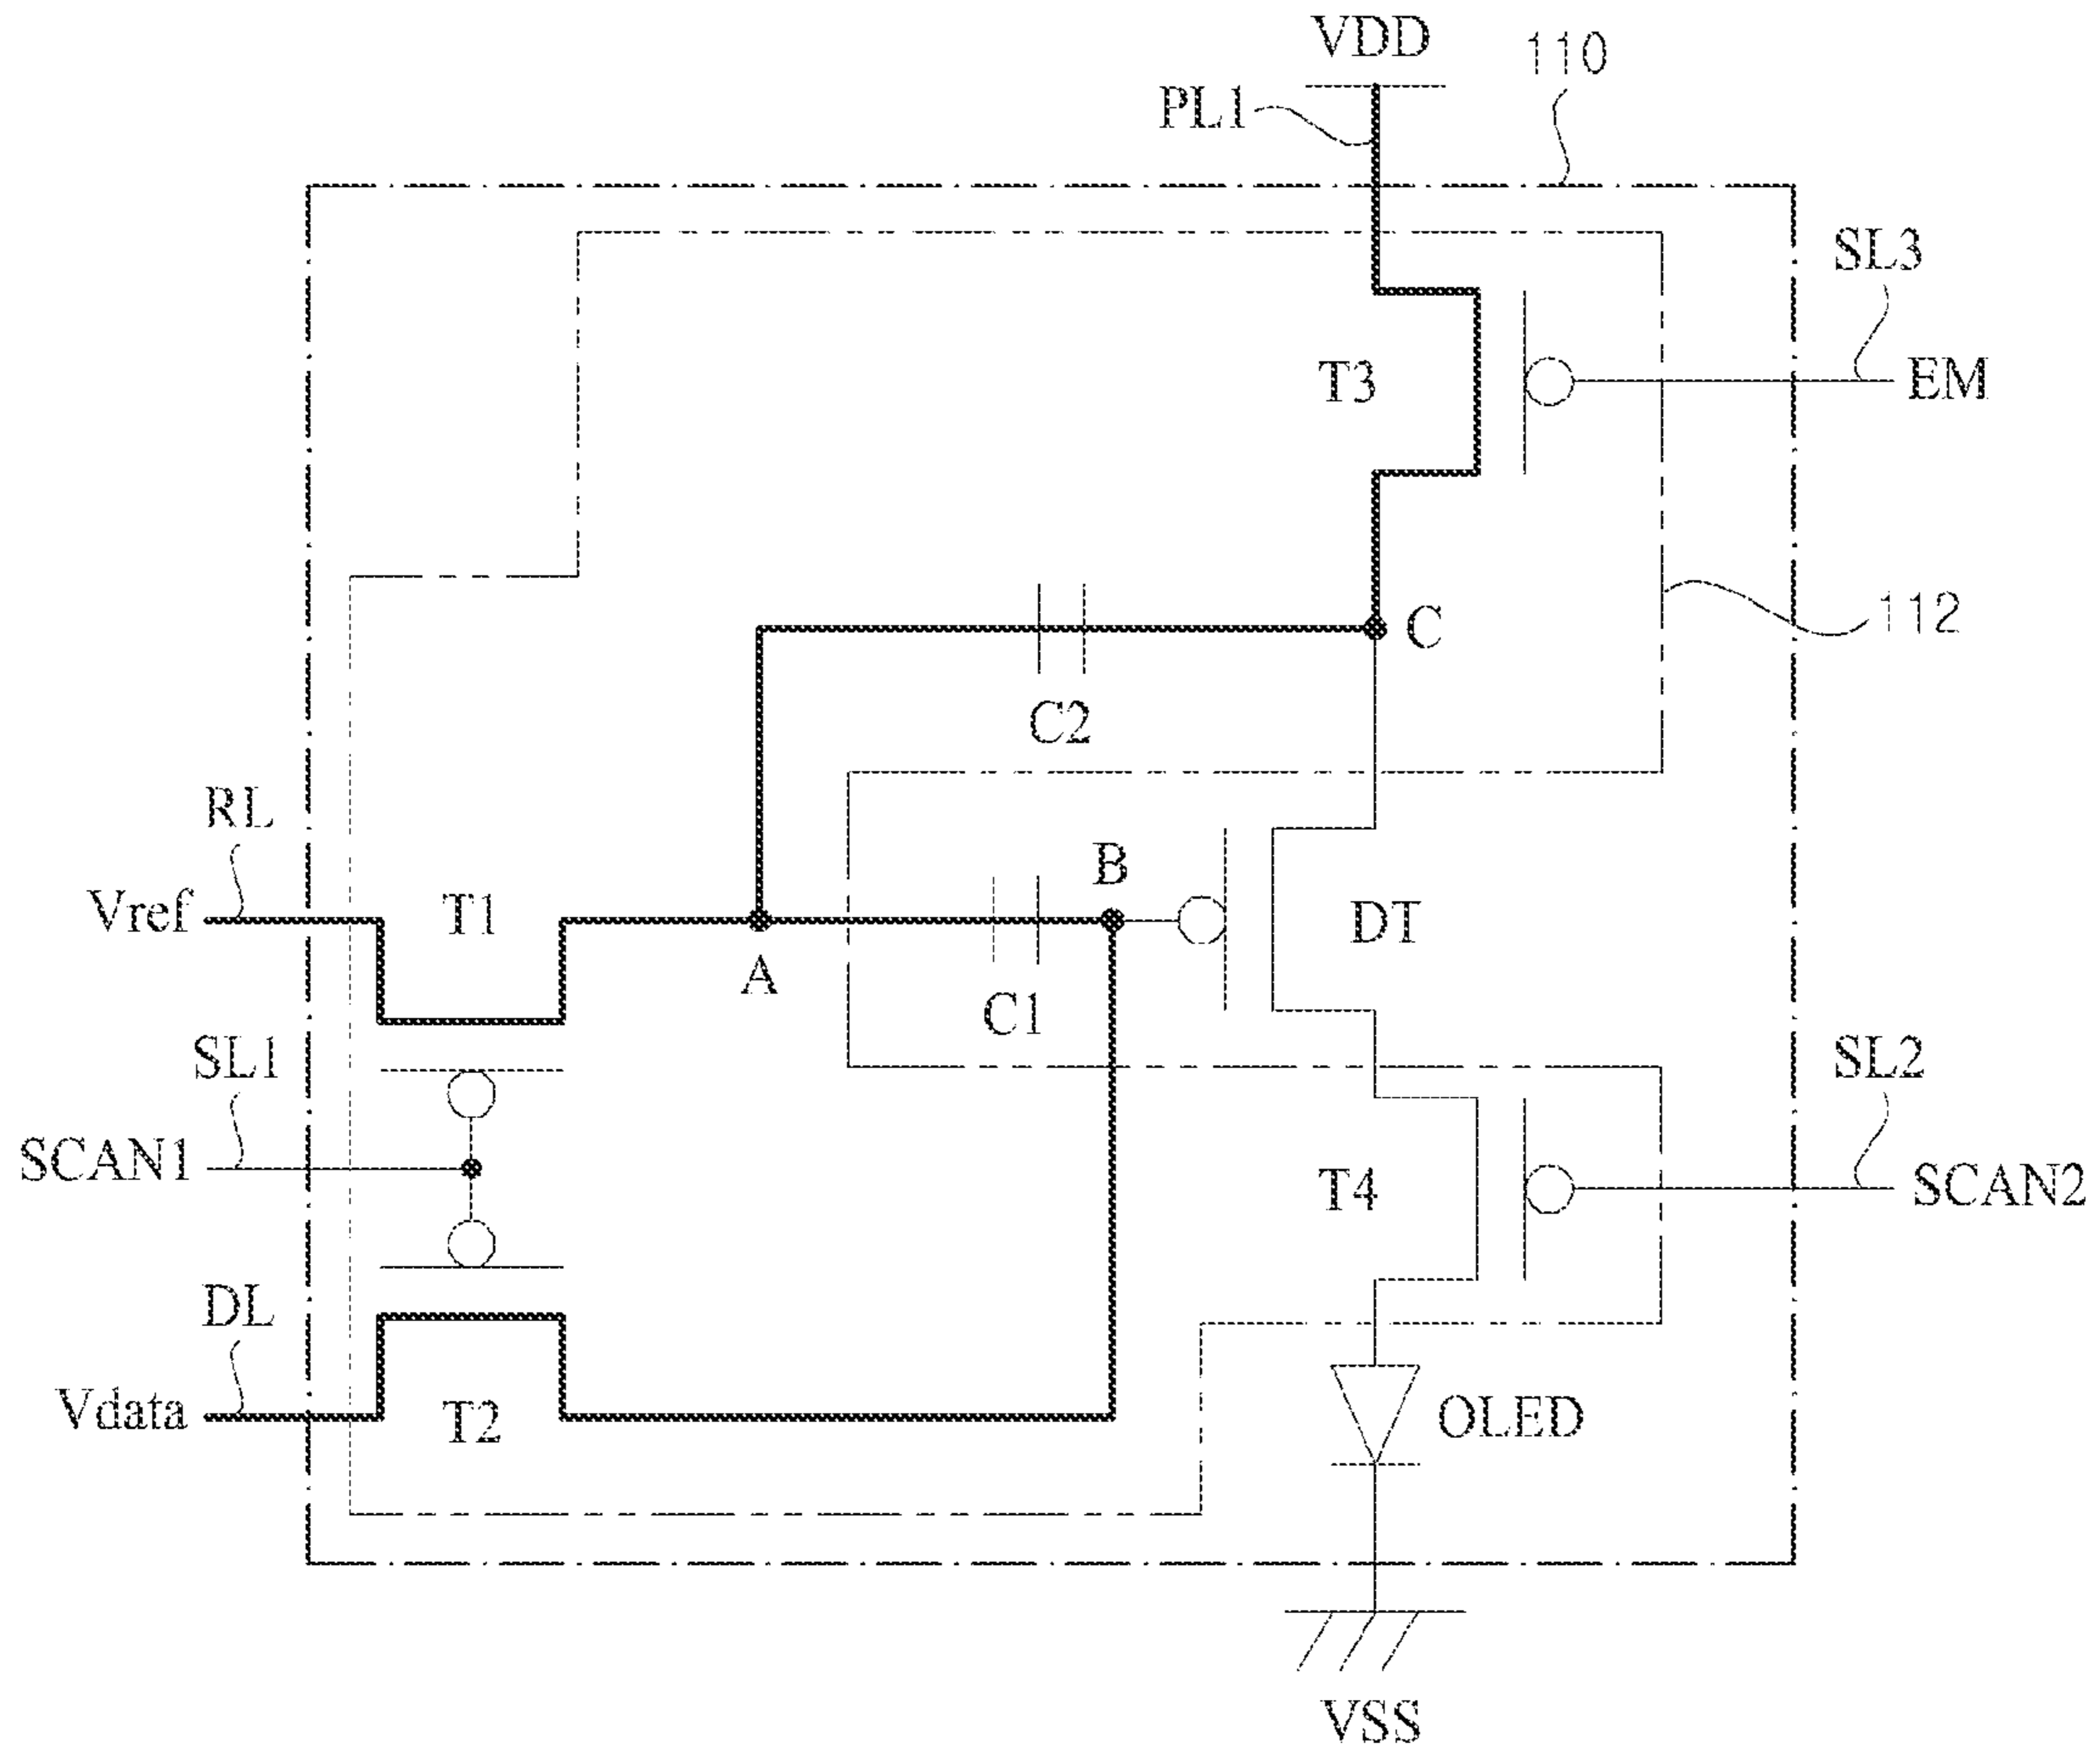 VDD
110
PL1
SL3
T3
EM
C
112
C2
RL
B
Vref
T1
DT
A
C1
SL1
SL2
SCAN1
T4
SCAN2
DL
Vdata
T2
OLED
VSS